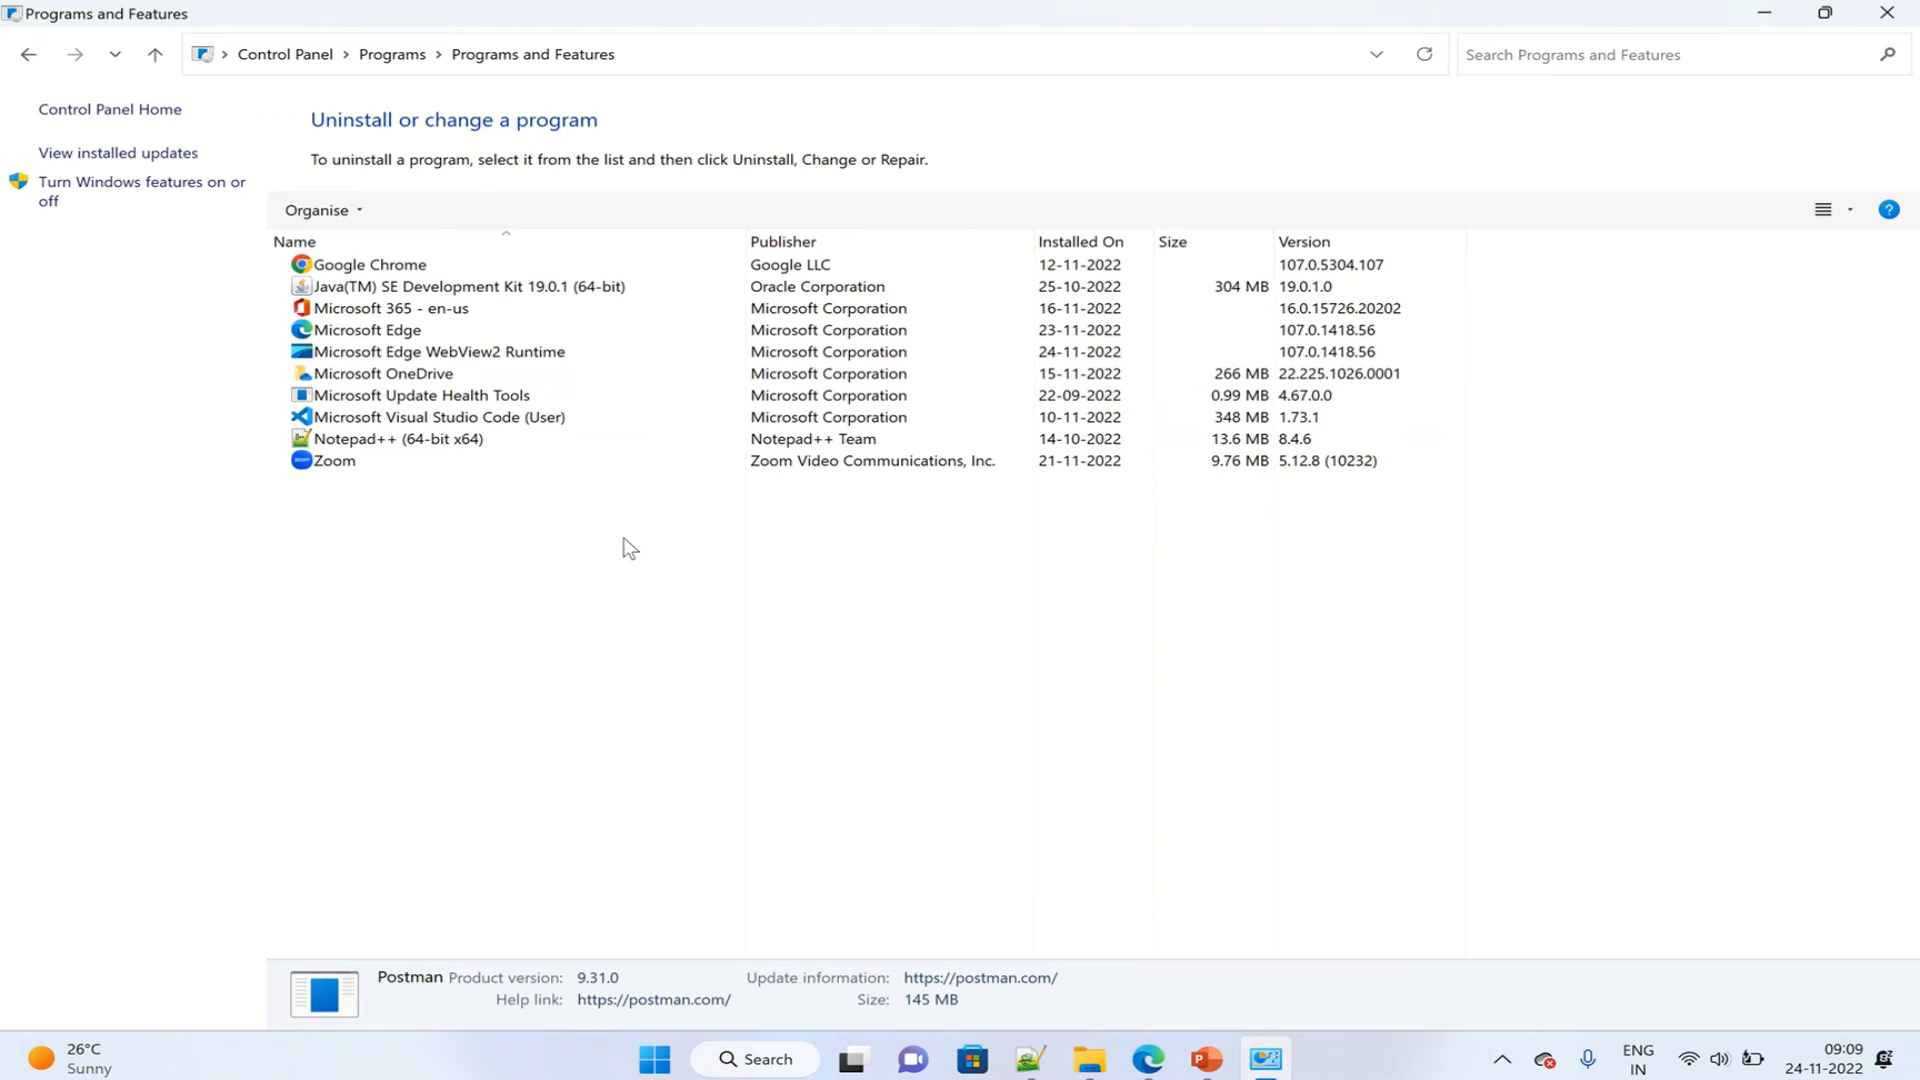 Programs and Features
Control Panel > Programs > Programs and Features
Search Programs and Features
Control Panel Home
View installed updates
Turn Windows features on or
off
Uninstall or change a program
To uninstall a program, select it from the list and then click Uninstall, Change or Repair.
Organise
Name Publisher Installed On Size Version
Google Chrome Google LLC 12-11-2022 107.0.5304.107
Java(TM) SE Development Kit 19.0.1 (64-bit) Oracle Corporation 25-10-2022 304 MB 19.0.1.0
Microsoft 365 - en-us Microsoft Corporation 16-11-2022 16.0.15726.20202
Microsoft Edge Microsoft Corporation 23-11-2022 107.0.1418.56
Microsoft Edge WebView2 Runtime Microsoft Corporation 24-11-2022 107.0.1418.56
Microsoft OneDrive Microsoft Corporation 15-11-2022 266 MB 22.225.1026.0001
Microsoft Update Health Tools Microsoft Corporation 22-09-2022 0.99 MB 4.67.0.0
Microsoft Visual Studio Code (User) Microsoft Corporation 10-11-2022 348 MB 1.73.1
Notepad++ (64-bit x64) Notepad++ Team 14-10-2022 13.6 MB 8.4.6
Zoom Zoom Video Communications, Inc. 21-11-2022 9.76 MB 5.12.8 (10232)
Postman Product version: 9.31.0 Update information: https://postman.com/
Help link: https://postman.com/ Size: 145 MB
26°C
Sunny
Search
ENG
IN
09:09
24-11-2022